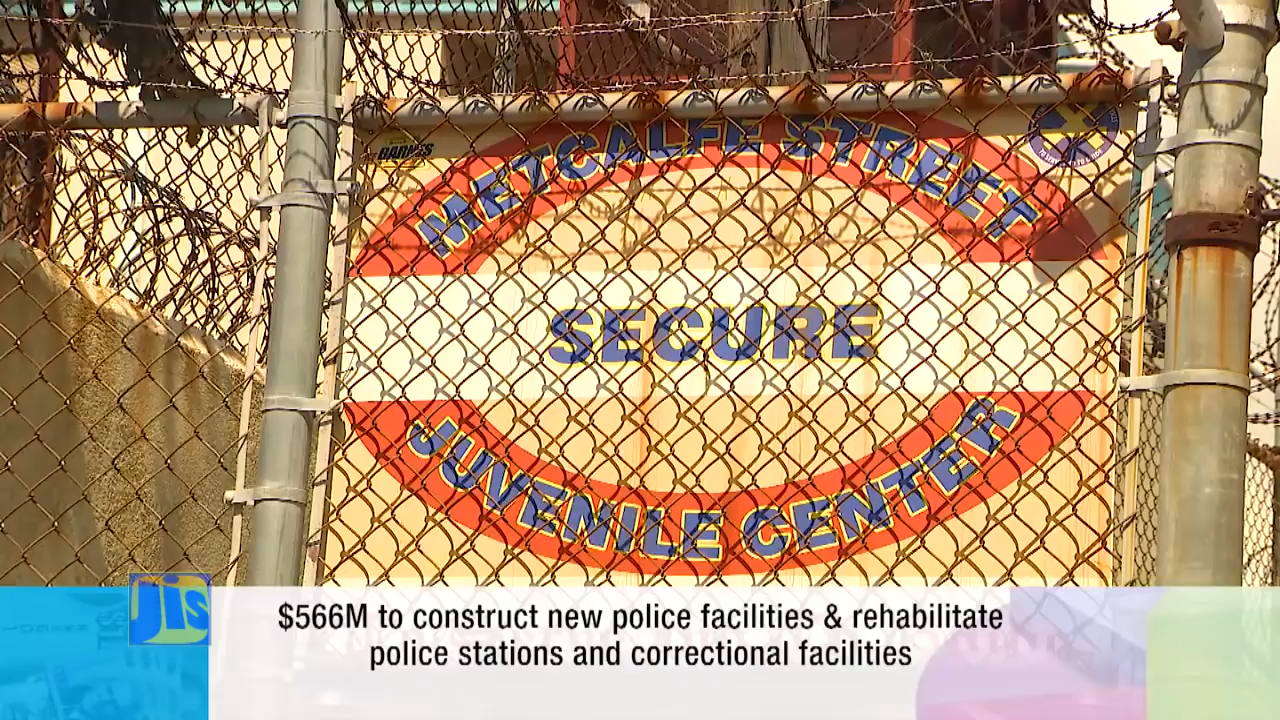 METCALFE STREET
BARNES
SECURE
JUVENILE CENTER
jis
$566M to construct new police facilities & rehabilitate
police stations and correctional facilities